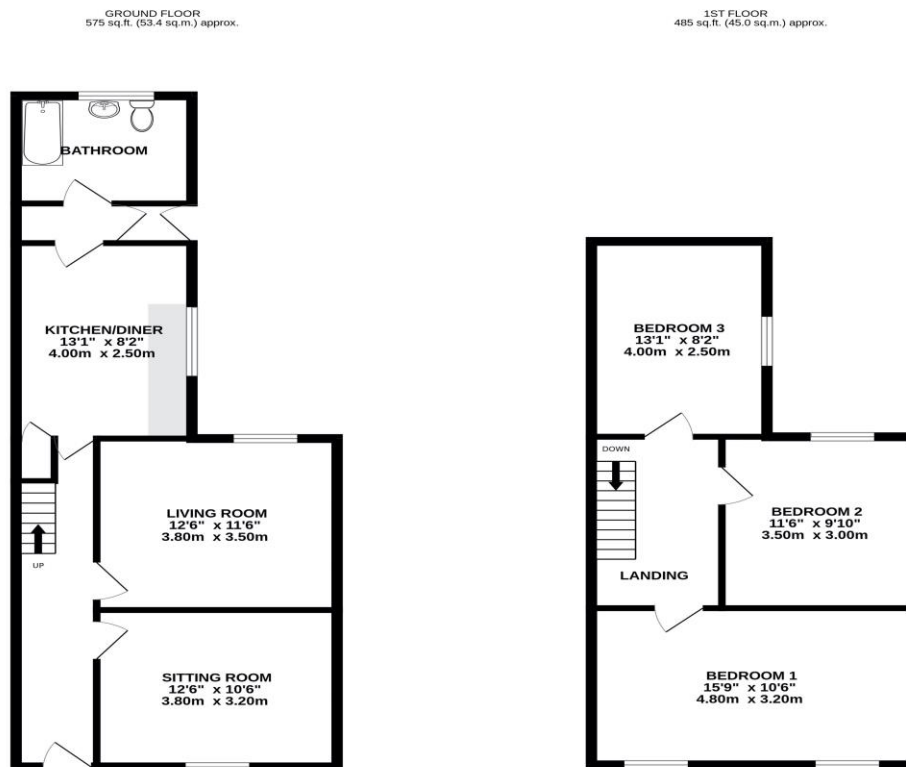 GROUND FLOOR
575 sq.ft. (53.4 sq.m.) approx.
BATHROOM
KITCHEN/DINER
13'1" x 8'2"
4.00m x 2.50m
LIVING ROOM
12'6" x 11'6"
3.80m x 3.50m
UP
SITTING ROOM
12'6" x 10'6"
3.80m x 3.20m
1ST FLOOR
485 sq.ft. (45.0 sq.m.) approx.
BEDROOM 3
13'1" x 8'2"
4.00m x 2.50m
DOWN
BEDROOM 2
11'6" x 9'10"
3.50m x 3.00m
LANDING
BEDROOM 1
15'9" x 10'6"
4.80m x 3.20m